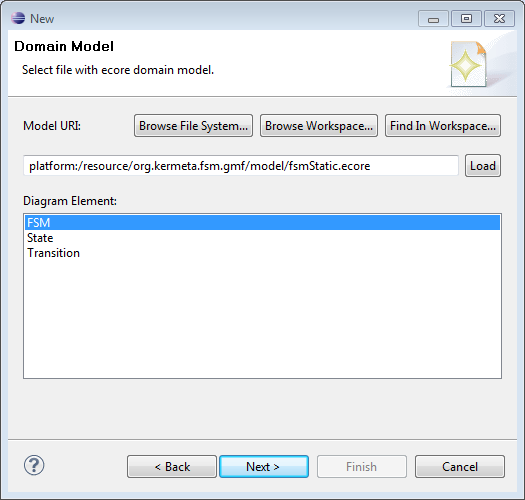 New
Domain Model
Select file with ecore domain model.
Model URI: Browse File System... Browse Workspace... Find In Workspace...
platform:/resource/org.kermeta.fsm.gmf/model/fsmStatic.ecore Load
Diagram Element:
FSM
State
Transition
? < Back Next > Finish Cancel